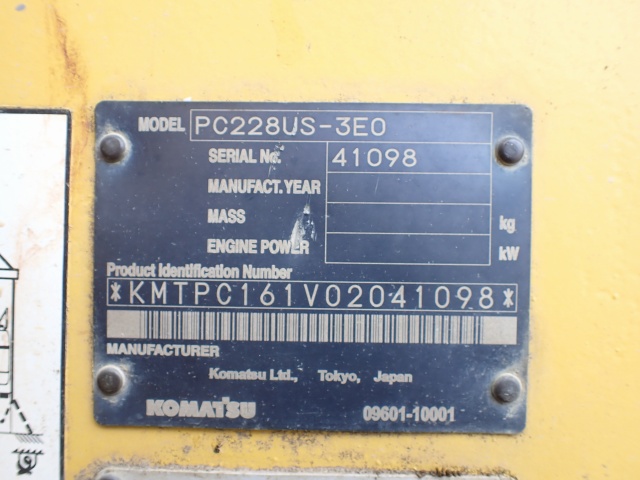 MODEL PC228US-3E0
SERIAL No. 41098
MANUFACT. YEAR
MASS kg
ENGINE POWER kW
Product Identification Number
*KMTPC161V02041098*
MANUFACTURER
Komatsu Ltd., Tokyo, Japan
KOMATSU 09601-10001